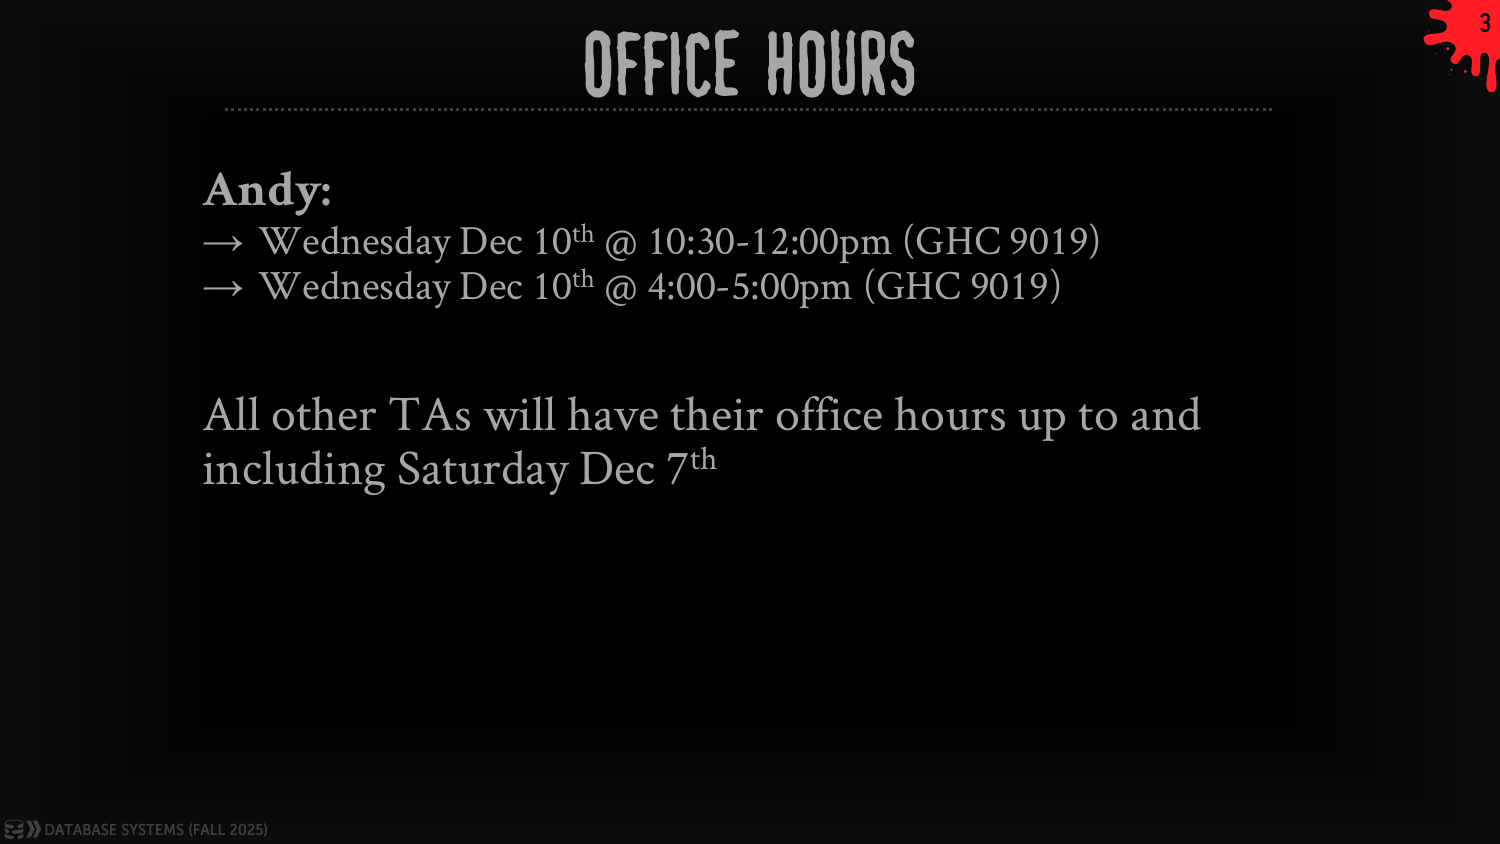 3
OFFICE HOURS
Andy:
→ Wednesday Dec 10th @ 10:30-12:00pm (GHC 9019)
→ Wednesday Dec 10th @ 4:00-5:00pm (GHC 9019)
All other TAs will have their office hours up to and
including Saturday Dec 7th
DATABASE SYSTEMS (FALL 2025)